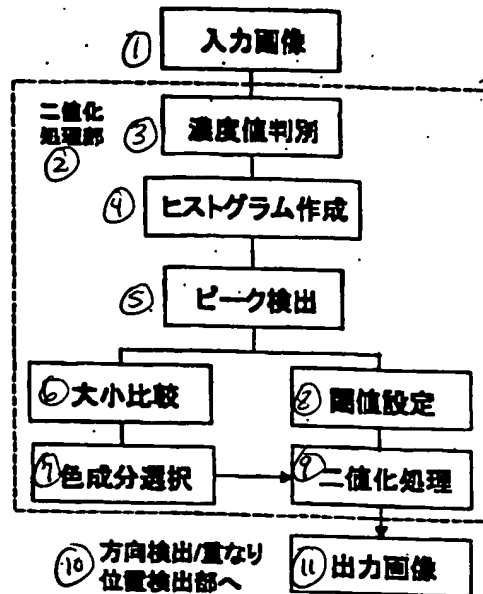 ① 入力画像
二値化
処理部
②
③ 濃度値判別
④ ヒストグラム作成
⑤ ピーク検出
⑥ 大小比較
⑧ 閾値設定
⑦ 色成分選択
⑨ 二値化処理
⑩ 方向検出/重なり
位置検出部へ
⑪ 出力画像